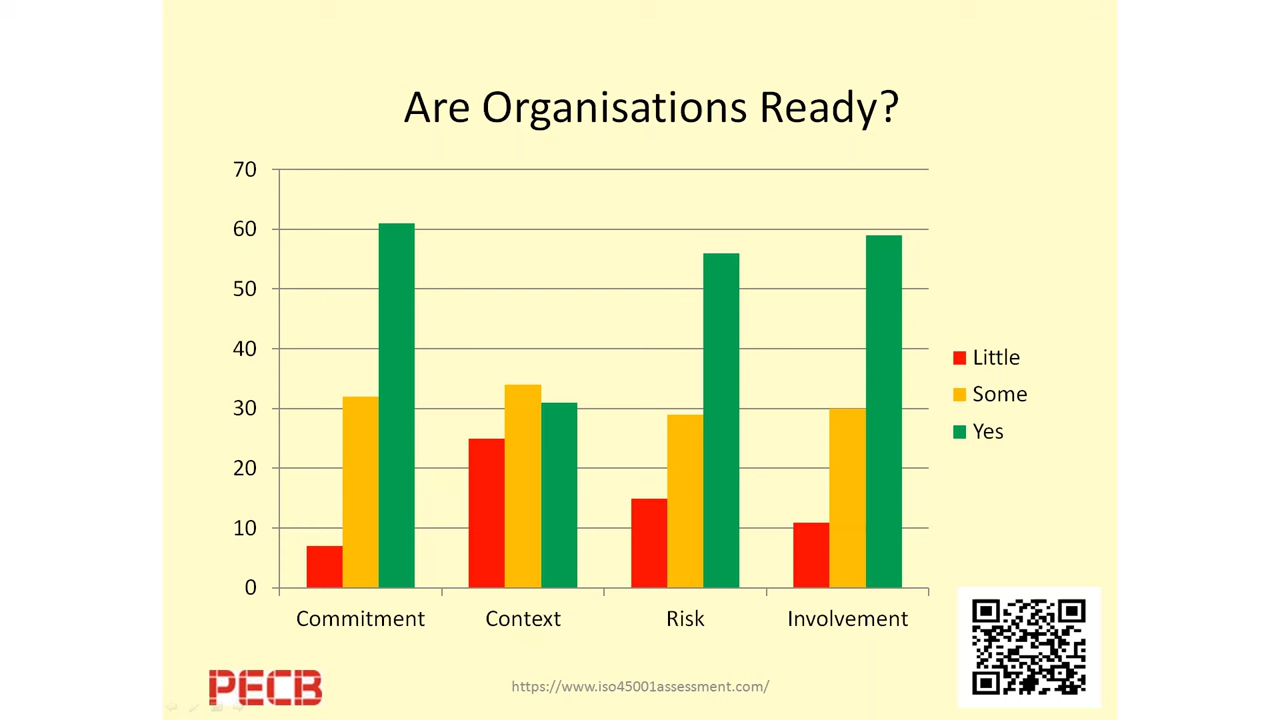 Are Organisations Ready?
70
60
50
40
30
20
10
0
Commitment Context Risk Involvement
Little
Some
Yes
PECB
https://www.iso45001assessment.com/